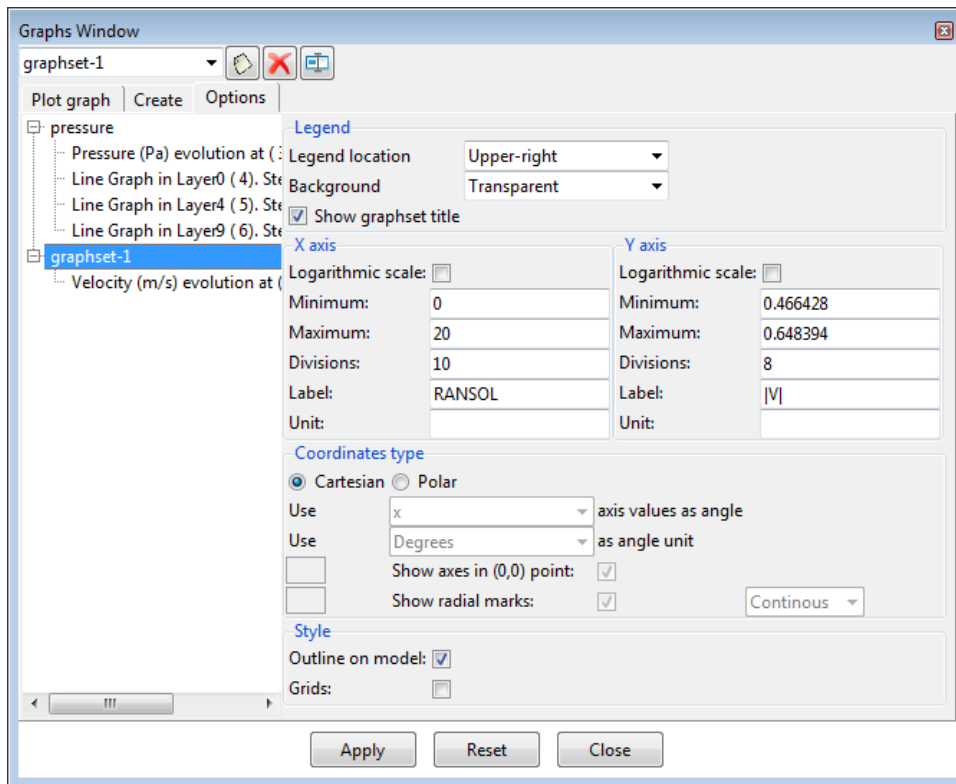 Graphs Window
graphset-1
Plot graph Create Options
pressure
Pressure (Pa) evolution at (
Line Graph in Layer0 ( 4). Ste
Line Graph in Layer4 ( 5). Ste
Line Graph in Layer9 ( 6). Ste
graphset-1
Velocity (m/s) evolution at (
Legend
Legend location Upper-right
Background Transparent
Show graphset title
X axis
Logarithmic scale:
Minimum: 0
Maximum: 20
Divisions: 10
Label: RANSOL
Unit:
Y axis
Logarithmic scale:
Minimum: 0.466428
Maximum: 0.648394
Divisions: 8
Label: |V|
Unit:
Coordinates type
Cartesian Polar
Use x axis values as angle
Use Degrees as angle unit
Show axes in (0,0) point:
Show radial marks: Continous
Style
Outline on model:
Grids:
Apply Reset Close